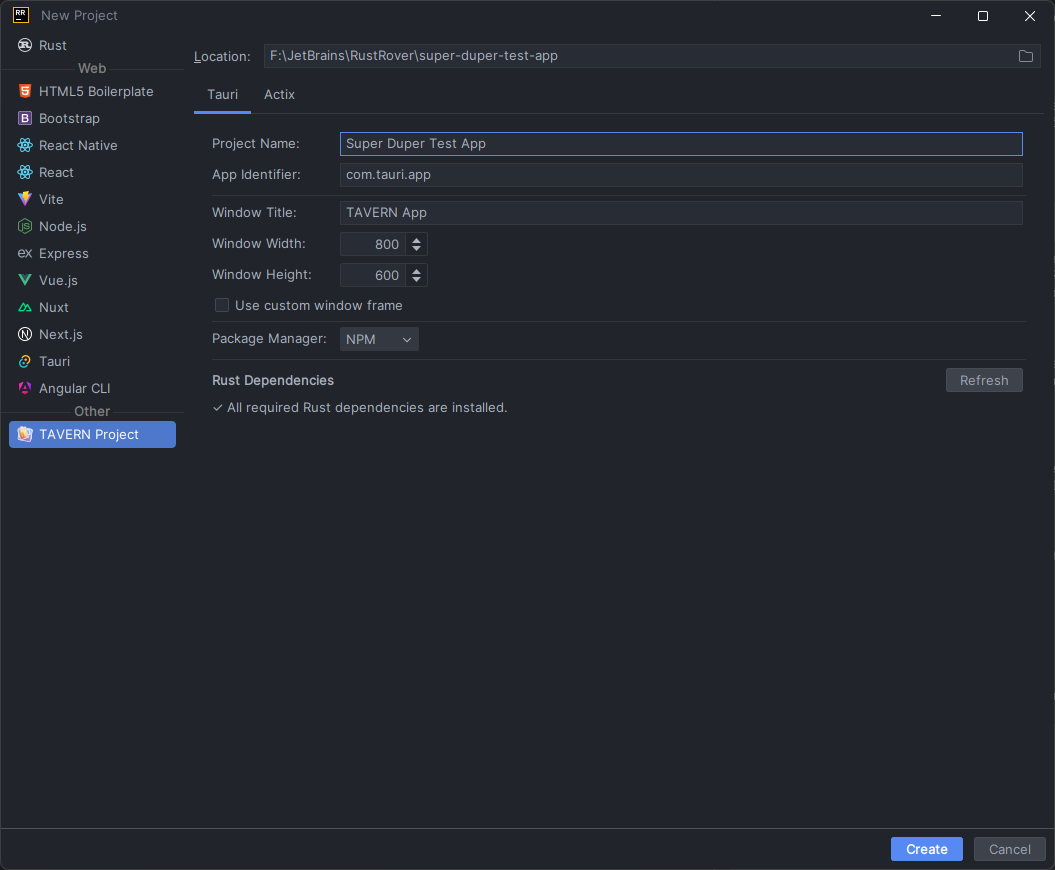 New Project
Rust
Web
HTML5 Boilerplate
Bootstrap
React Native
React
Vite
Node.js
Express
Vue.js
Nuxt
Next.js
Tauri
Angular CLI
Other
TAVERN Project
Location: F:\JetBrains\RustRover\super-duper-test-app
Tauri Actix
Project Name: Super Duper Test App
App Identifier: com.tauri.app
Window Title: TAVERN App
Window Width: 800
Window Height: 600
Use custom window frame
Package Manager: NPM
Rust Dependencies Refresh
✓ All required Rust dependencies are installed.
Create Cancel